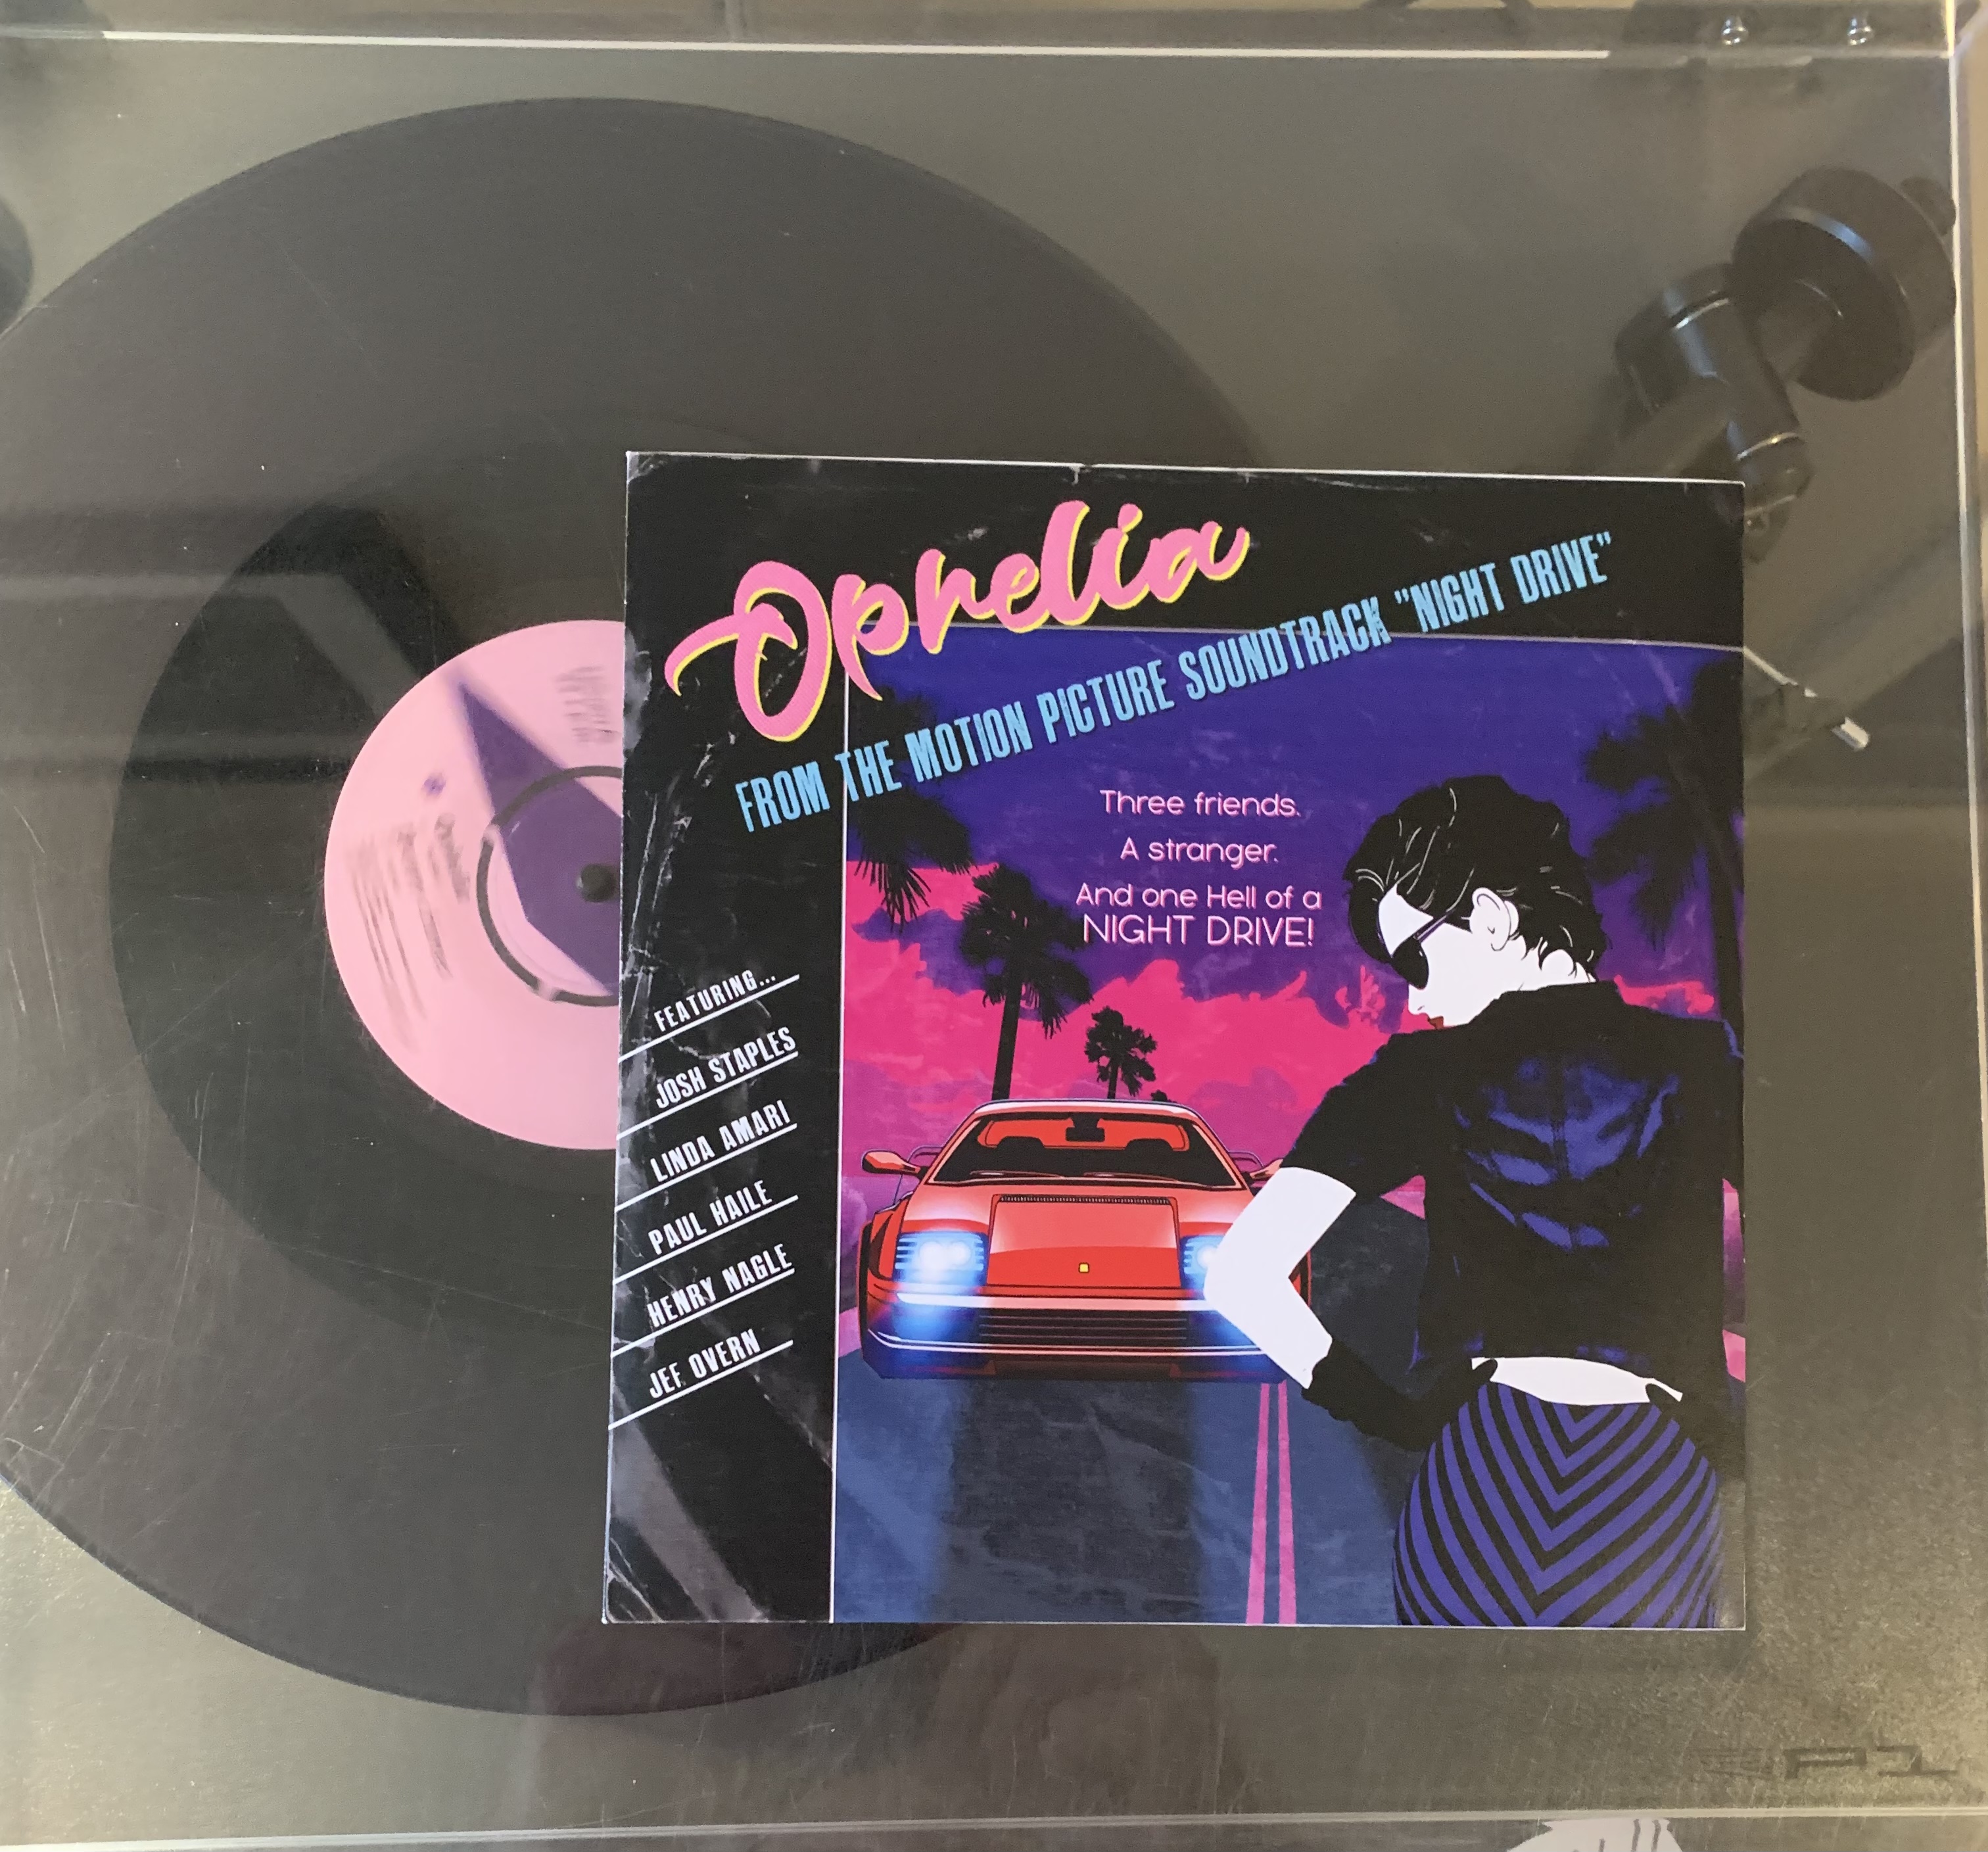 Ophelia
FROM THE MOTION PICTURE SOUNDTRACK "NIGHT DRIVE"
Three friends.
A stranger.
And one Hell of a
NIGHT DRIVE!
FEATURING...
JOSH STAPLES
LINDA AMARI
PAUL HAILE
HENRY NAGLE
JEF OVERN